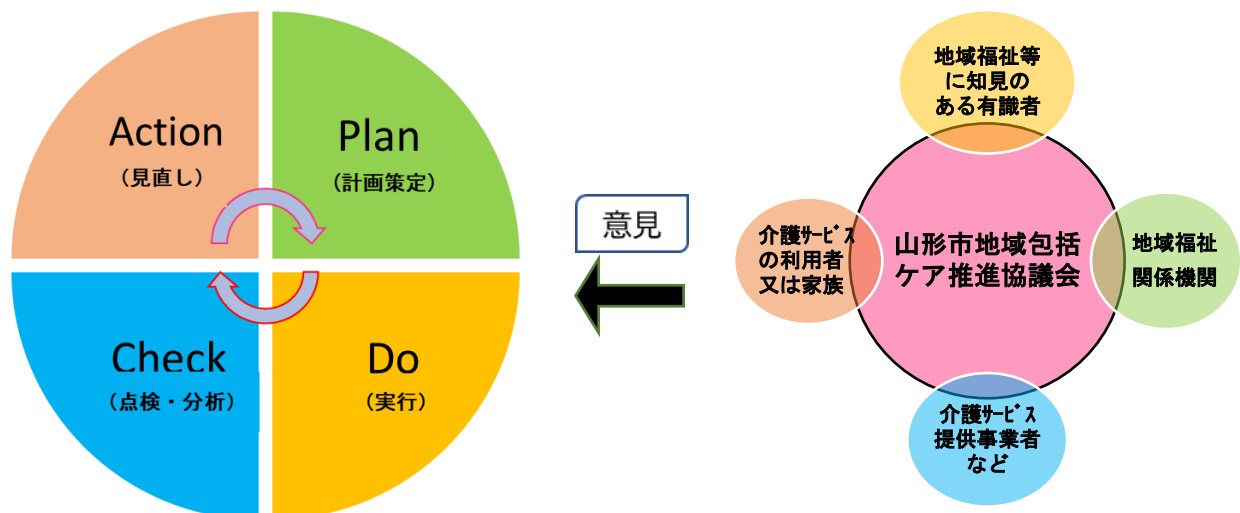 Action
（見直し）
Plan
（計画策定）
Check
（点検・分析）
Do
（実行）
意見
地域福祉等
に知見の
ある有識者
介護ｻｰﾋﾞｽ
の利用者
又は家族
山形市地域包括
ケア推進協議会
地域福祉
関係機関
介護ｻｰﾋﾞｽ
提供事業者
など